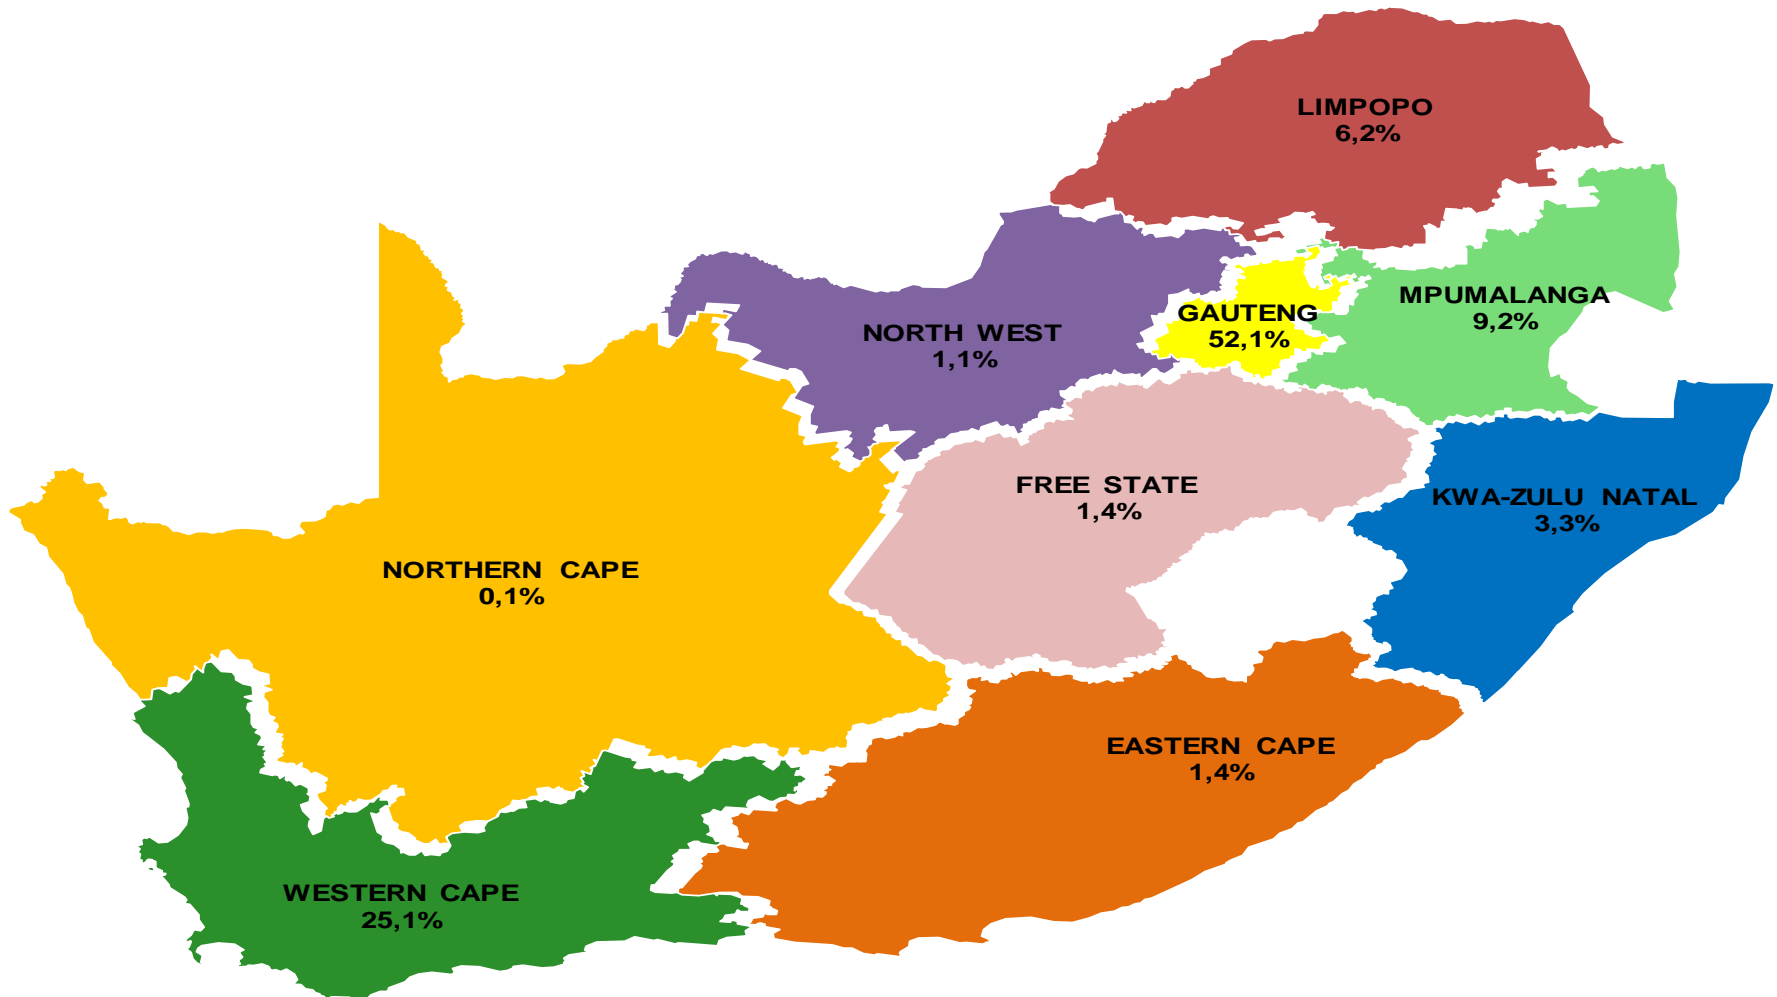 LIMPOPO
6,2%
MPUMALANGA
9,2%
GAUTENG
52,1%
NORTH WEST
1,1%
FREE STATE
1,4%
KWA-ZULU NATAL
3,3%
NORTHERN CAPE
0,1%
EASTERN CAPE
1,4%
WESTERN CAPE
25,1%